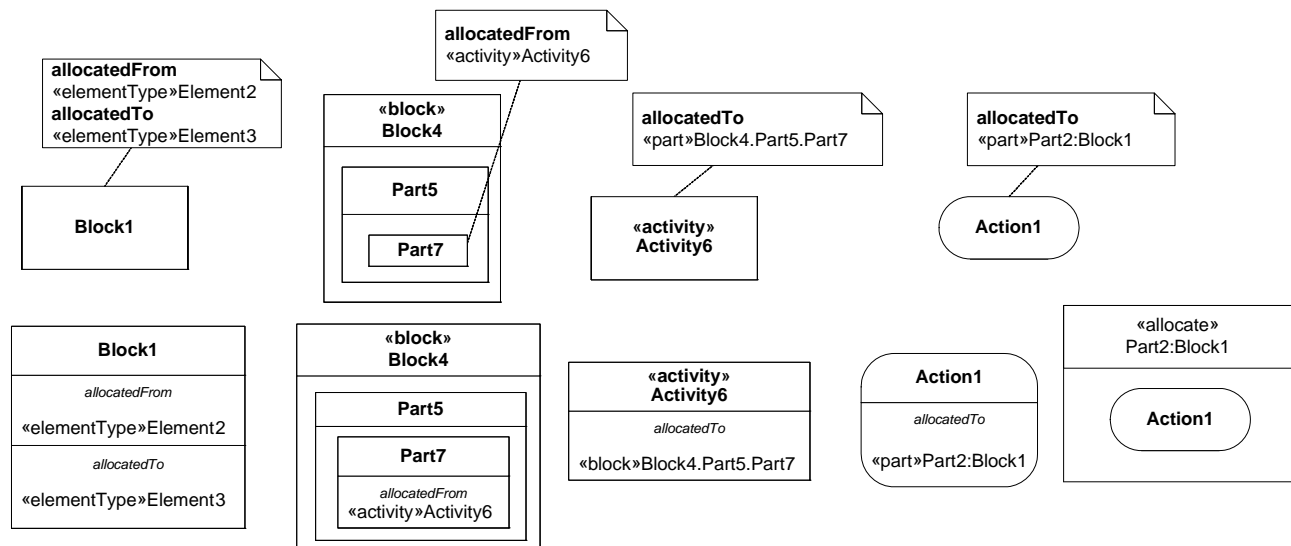 allocatedFrom
«activity»Activity6
allocatedFrom
«elementType»Element2
allocatedTo
«elementType»Element3
Block1
«block»
Block4
Part5
Part7
allocatedTo
«part»Block4.Part5.Part7
«activity»
Activity6
allocatedTo
«part»Part2:Block1
Action1
Block1
allocatedFrom
«elementType»Element2
allocatedTo
«elementType»Element3
«block»
Block4
Part5
Part7
allocatedFrom
«activity»Activity6
«activity»
Activity6
allocatedTo
«block»Block4.Part5.Part7
Action1
allocatedTo
«part»Part2:Block1
«allocate»
Part2:Block1
Action1